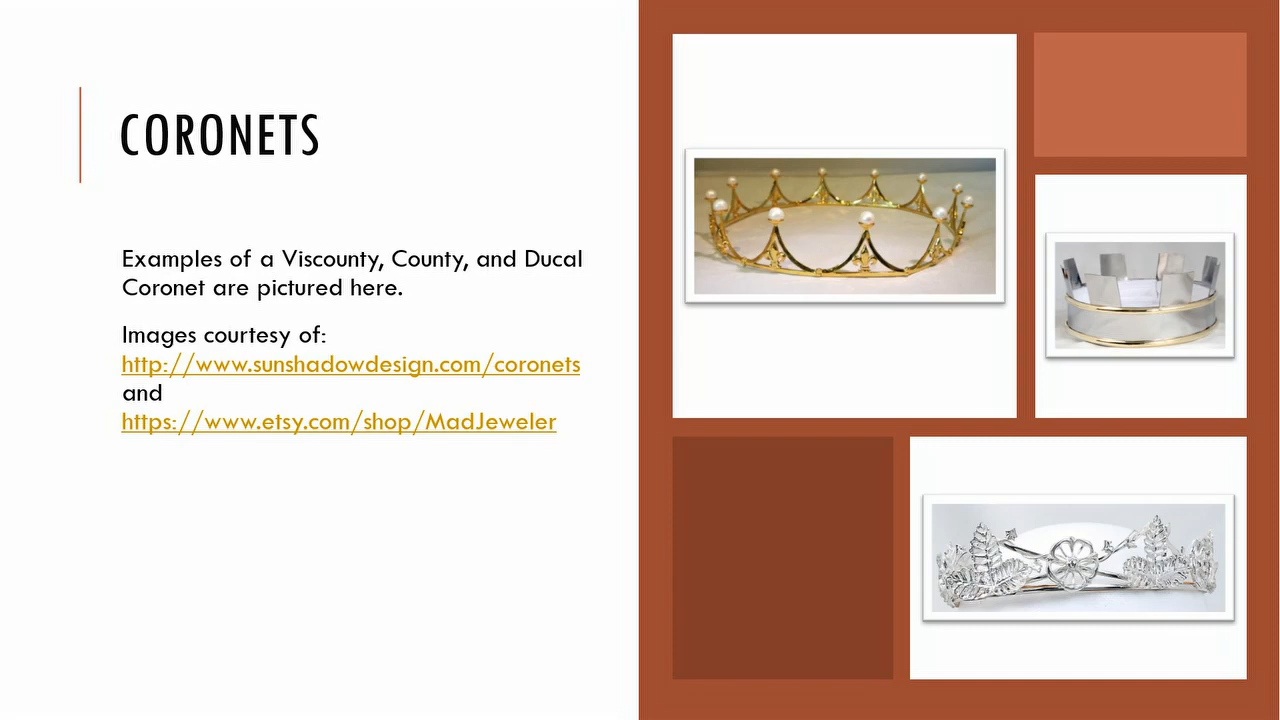 CORONETS
Examples of a Viscounty, County, and Ducal
Coronet are pictured here.
Images courtesy of:
http://www.sunshadowdesign.com/coronets
and
https://www.etsy.com/shop/MadJeweler